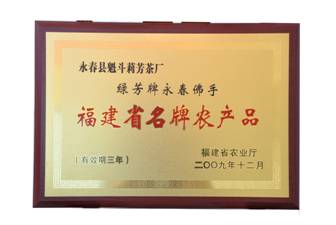 永春县魁斗莉芳茶厂
绿芳牌永春佛手
福建省名牌农产品
(有效期三年)
福建省农业厅
二〇〇九年十二月